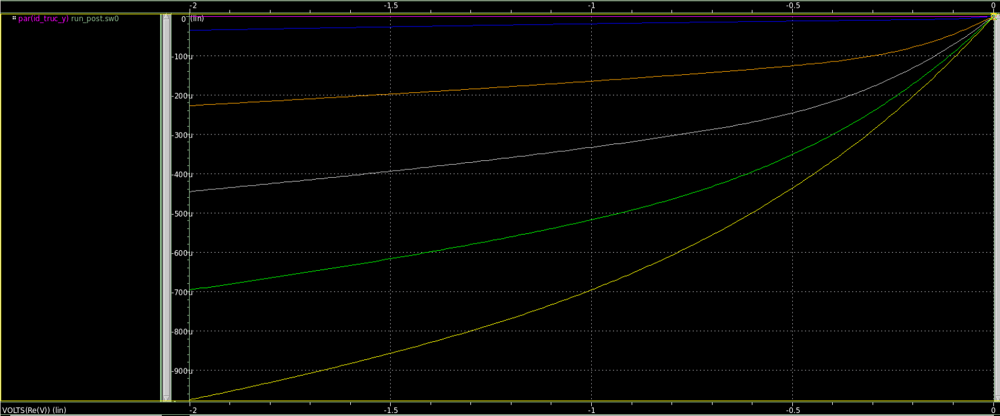 -2 -1.5 -1 -0.5 0
par(id_truc_y) run_post.sw0
0 (lin)
-100u
-200u
-300u
-400u
-500u
-600u
-700u
-800u
-900u
VOLTS(Re(V)) (lin) -2 -1.5 -1 -0.5 0